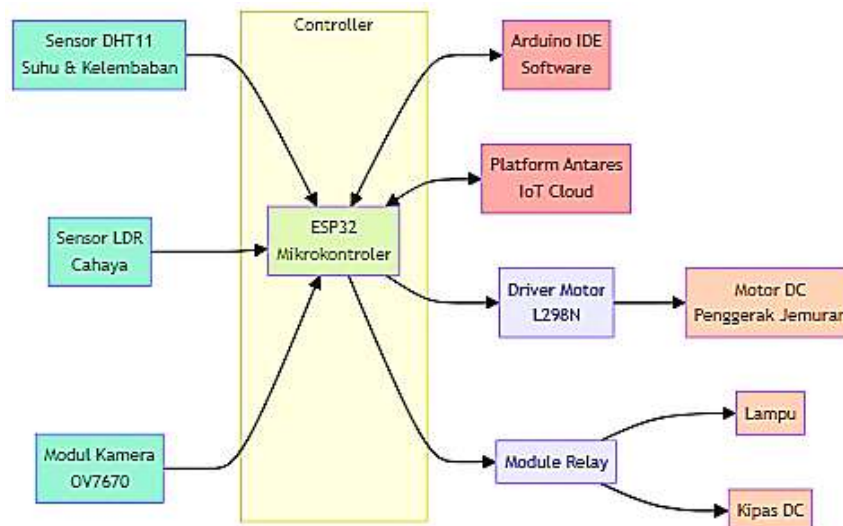 Controller
Sensor DHT11
Suhu & Kelembaban
Arduino IDE
Software
Platform Antares
IoT Cloud
ESP32
Mikrokontroler
Sensor LDR
Cahaya
Driver Motor
L298N
Motor DC
Penggerak Jemuran
Lampu
Modul Kamera
OV7670
Module Relay
Kipas DC